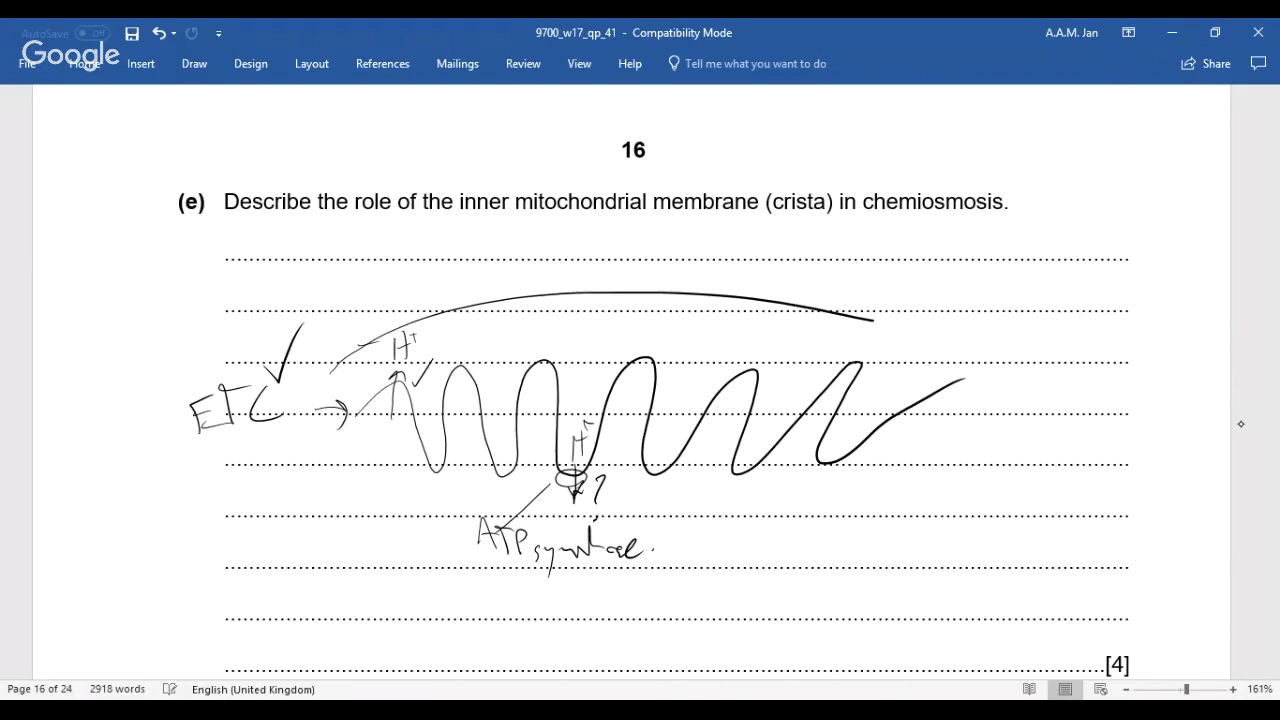 AutoSave Off 9700_w17_qp_41 - Compatibility Mode A.A.M. Jan
Google
File Home Insert Draw Design Layout References Mailings Review View Help Tell me what you want to do Share
16
(e) Describe the role of the inner mitochondrial membrane (crista) in chemiosmosis.
H+
ETC
H+
?
ATP synthase.
[4]
Page 16 of 24 2918 words English (United Kingdom) 161%